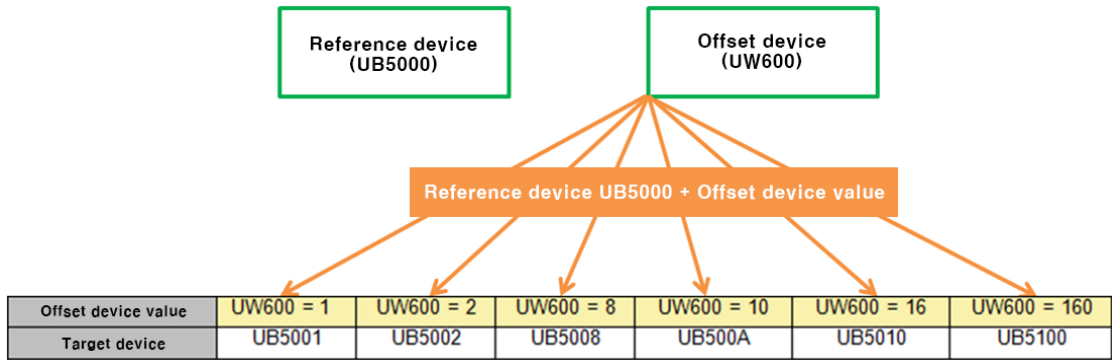 Reference device
(UB5000)
Offset device
(UW600)
Reference device UB5000 + Offset device value
Offset device value UW600 = 1 UW600 = 2 UW600 = 8 UW600 = 10 UW600 = 16 UW600 = 160
Target device UB5001 UB5002 UB5008 UB500A UB5010 UB5100